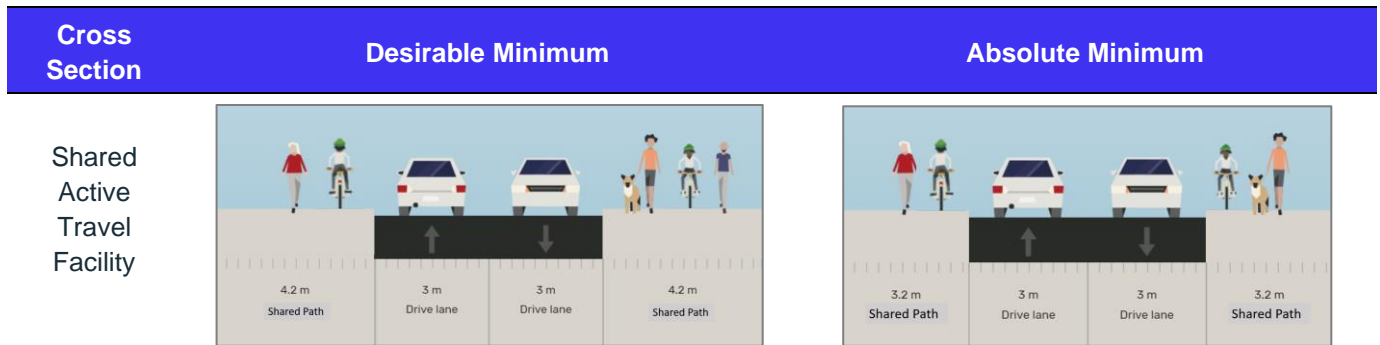 Cross
Section
Desirable Minimum
Absolute Minimum
Shared
Active
Travel
Facility
4.2 m
3 m
3 m
4.2 m
Shared Path
Drive lane
Drive lane
Shared Path
3.2 m
3 m
3 m
3.2 m
Shared Path
Drive lane
Drive lane
Shared Path